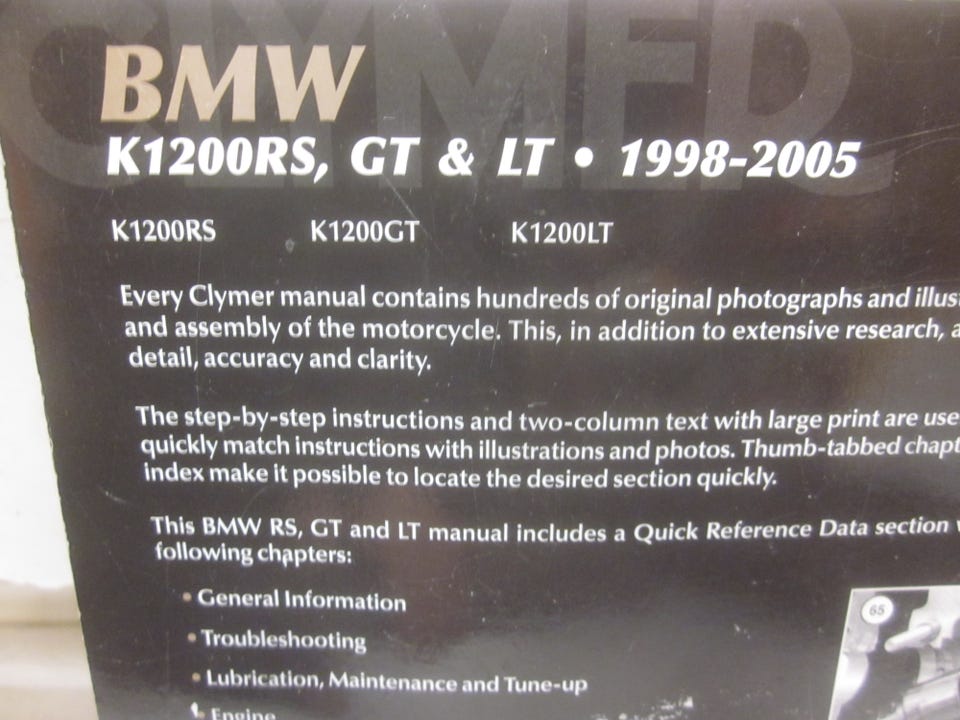 CLYMER
BMW
K1200RS, GT & LT • 1998-2005
K1200RS K1200GT K1200LT
Every Clymer manual contains hundreds of original photographs and
and assembly of the motorcycle. This, in addition to extensive research,
detail, accuracy and clarity.
The step-by-step instructions and two-column text with large print are
quickly match instructions with illustrations and photos. Thumb-tabbed
index make it possible to locate the desired section quickly.
This BMW RS, GT and LT manual includes a Quick Reference Data section
following chapters:
• General Information
• Troubleshooting
• Lubrication, Maintenance and Tune-up
• Engine
65